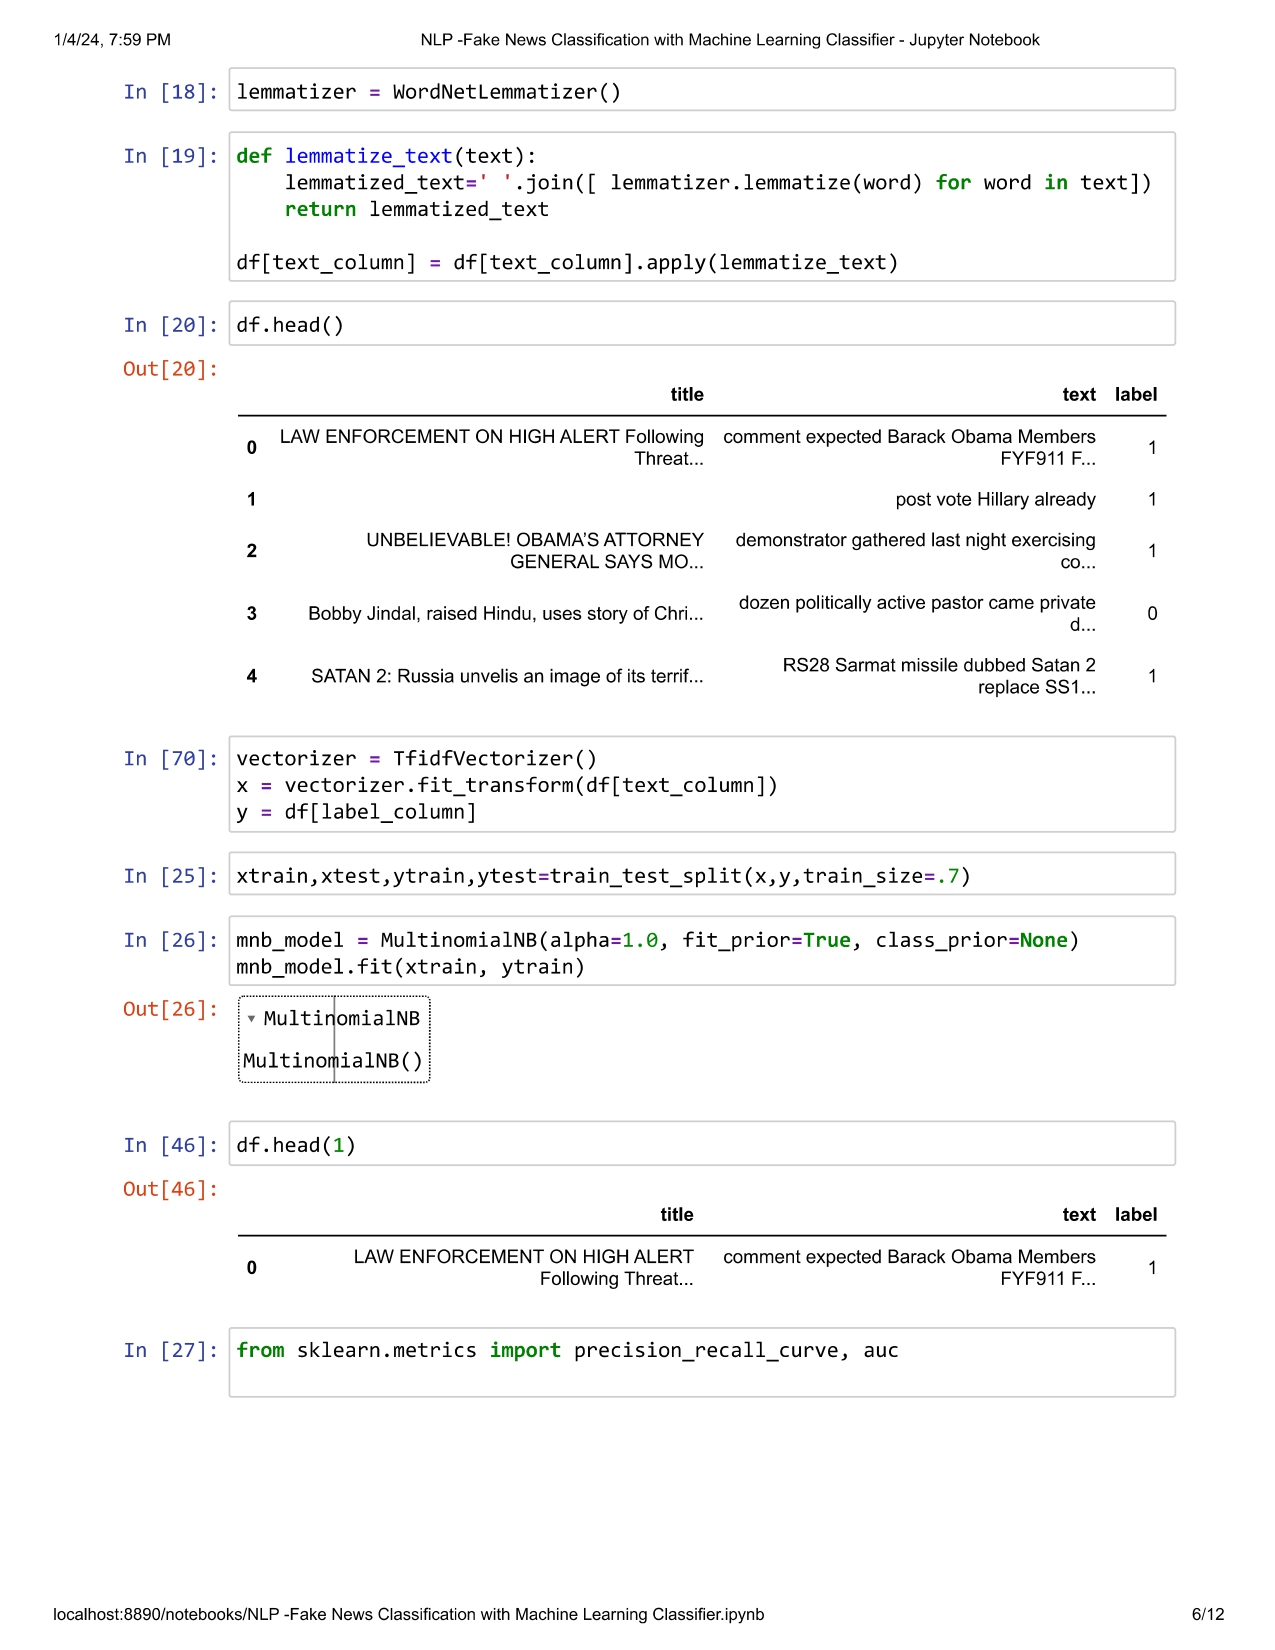 1/4/24, 7:59 PM NLP -Fake News Classification with Machine Learning Classifier - Jupyter Notebook
In [18]: lemmatizer = WordNetLemmatizer()
In [19]: def lemmatize_text(text):
    lemmatized_text=' '.join([ lemmatizer.lemmatize(word) for word in text])
    return lemmatized_text
df[text_column] = df[text_column].apply(lemmatize_text)
In [20]: df.head()
Out[20]:
title text label
0 LAW ENFORCEMENT ON HIGH ALERT Following comment expected Barack Obama Members 1
Threat... FYF911 F...
1 post vote Hillary already 1
2 UNBELIEVABLE! OBAMA’S ATTORNEY demonstrator gathered last night exercising 1
GENERAL SAYS MO... co...
3 Bobby Jindal, raised Hindu, uses story of Chri... dozen politically active pastor came private 0
d...
4 SATAN 2: Russia unvelis an image of its terrif... RS28 Sarmat missile dubbed Satan 2 1
replace SS1...
In [70]: vectorizer = TfidfVectorizer()
x = vectorizer.fit_transform(df[text_column])
y = df[label_column]
In [25]: xtrain,xtest,ytrain,ytest=train_test_split(x,y,train_size=.7)
In [26]: mnb_model = MultinomialNB(alpha=1.0, fit_prior=True, class_prior=None)
mnb_model.fit(xtrain, ytrain)
Out[26]: ▾ MultinomialNB
MultinomialNB()
In [46]: df.head(1)
Out[46]:
title text label
0 LAW ENFORCEMENT ON HIGH ALERT comment expected Barack Obama Members 1
Following Threat... FYF911 F...
In [27]: from sklearn.metrics import precision_recall_curve, auc
localhost:8890/notebooks/NLP -Fake News Classification with Machine Learning Classifier.ipynb 6/12